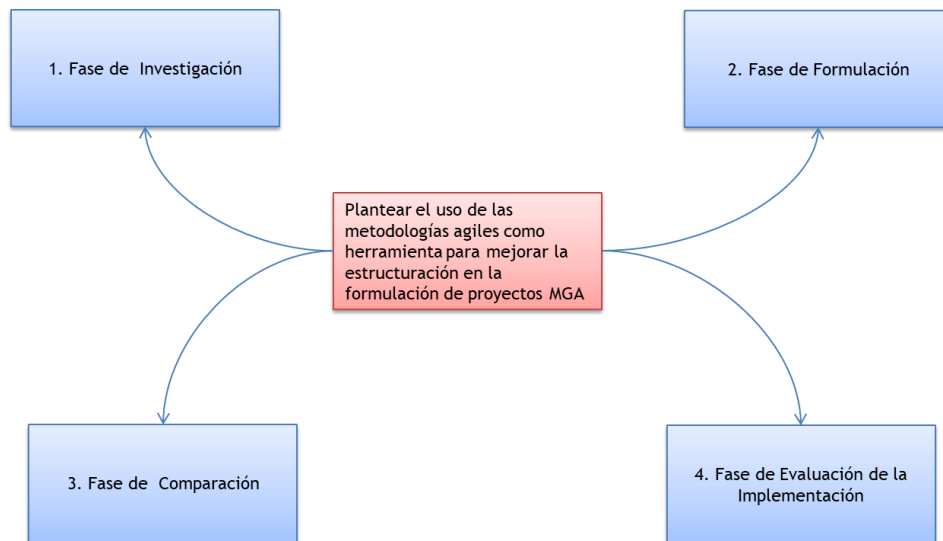 1. Fase de Investigación
2. Fase de Formulación
Plantear el uso de las
metodologías agiles como
herramienta para mejorar la
estructuración en la
formulación de proyectos MGA
3. Fase de Comparación
4. Fase de Evaluación de la
Implementación